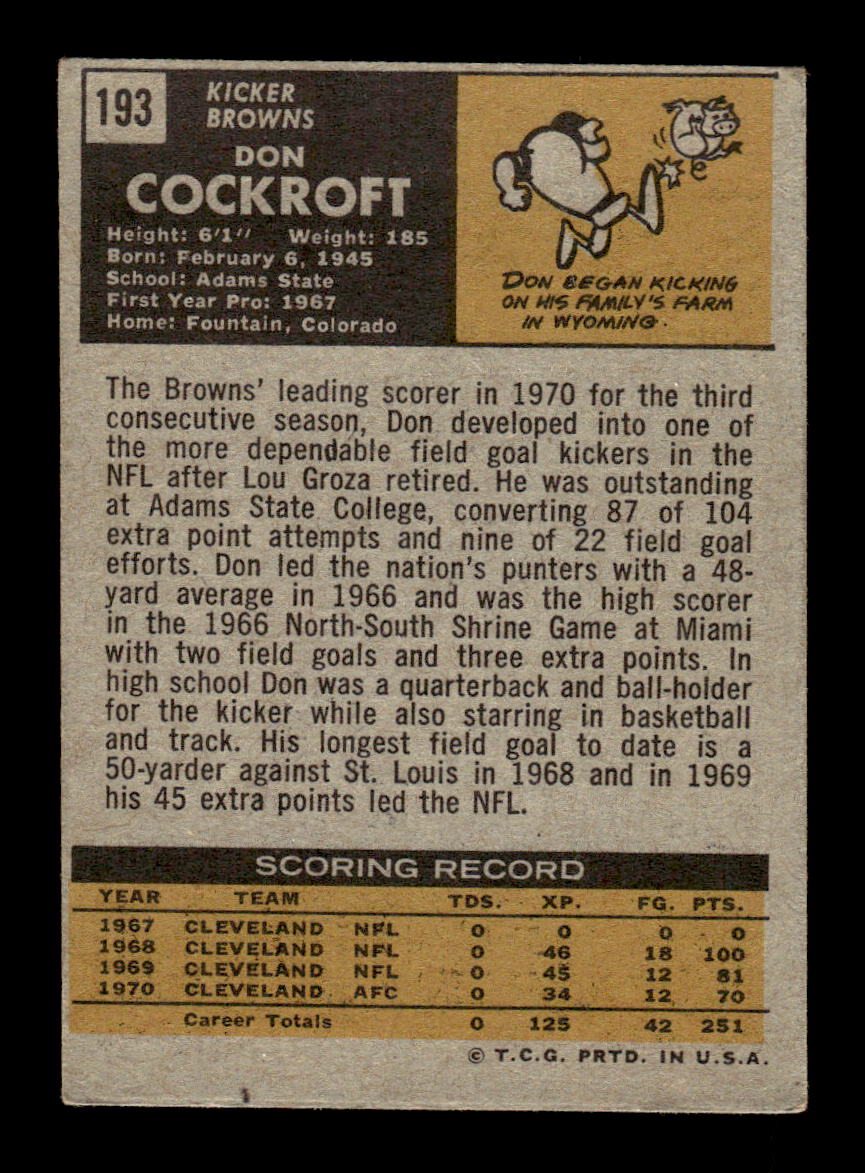 193
KICKER
BROWNS
DON
COCKROFT
Height: 6'1" Weight: 185
Born: February 6, 1945
School: Adams State
First Year Pro: 1967
Home: Fountain, Colorado
DON BEGAN KICKING
ON HIS FAMILY'S FARM
IN WYOMING.
The Browns' leading scorer in 1970 for the third
consecutive season, Don developed into one of
the more dependable field goal kickers in the
NFL after Lou Groza retired. He was outstanding
at Adams State College, converting 87 of 104
extra point attempts and nine of 22 field goal
efforts. Don led the nation's punters with a 48-
yard average in 1966 and was the high scorer
in the 1966 North-South Shrine Game at Miami
with two field goals and three extra points. In
high school Don was a quarterback and ball-holder
for the kicker while also starring in basketball
and track. His longest field goal to date is a
50-yarder against St. Louis in 1968 and in 1969
his 45 extra points led the NFL.
SCORING RECORD
YEAR TEAM TDS. XP. FG. PTS.
1967 CLEVELAND NFL 0 0 0 0
1968 CLEVELAND NFL 0 46 18 100
1969 CLEVELAND NFL 0 45 12 81
1970 CLEVELAND AFC 0 34 12 70
Career Totals 0 125 42 251
© T.C.G. PRTD. IN U.S.A.